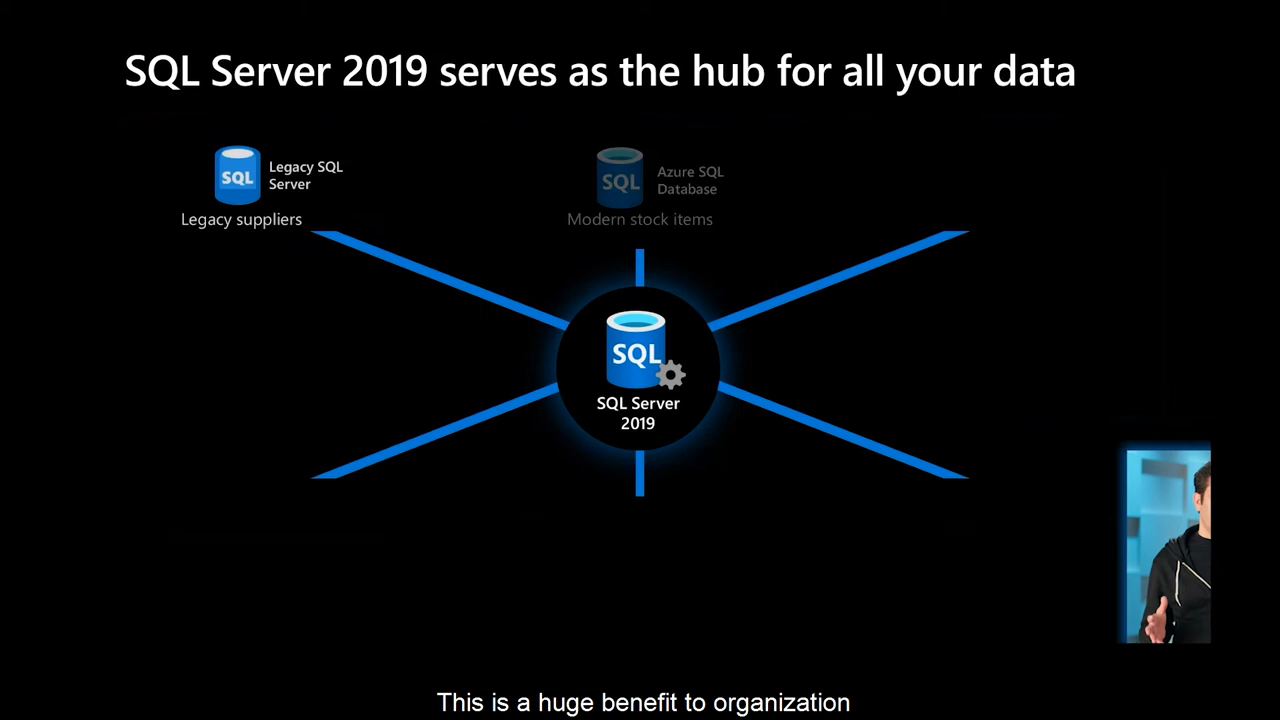 SQL Server 2019 serves as the hub for all your data
SQL
Legacy SQL
Server
Legacy suppliers
SQL
Azure SQL
Database
Modern stock items
SQL
SQL Server
2019
This is a huge benefit to organization